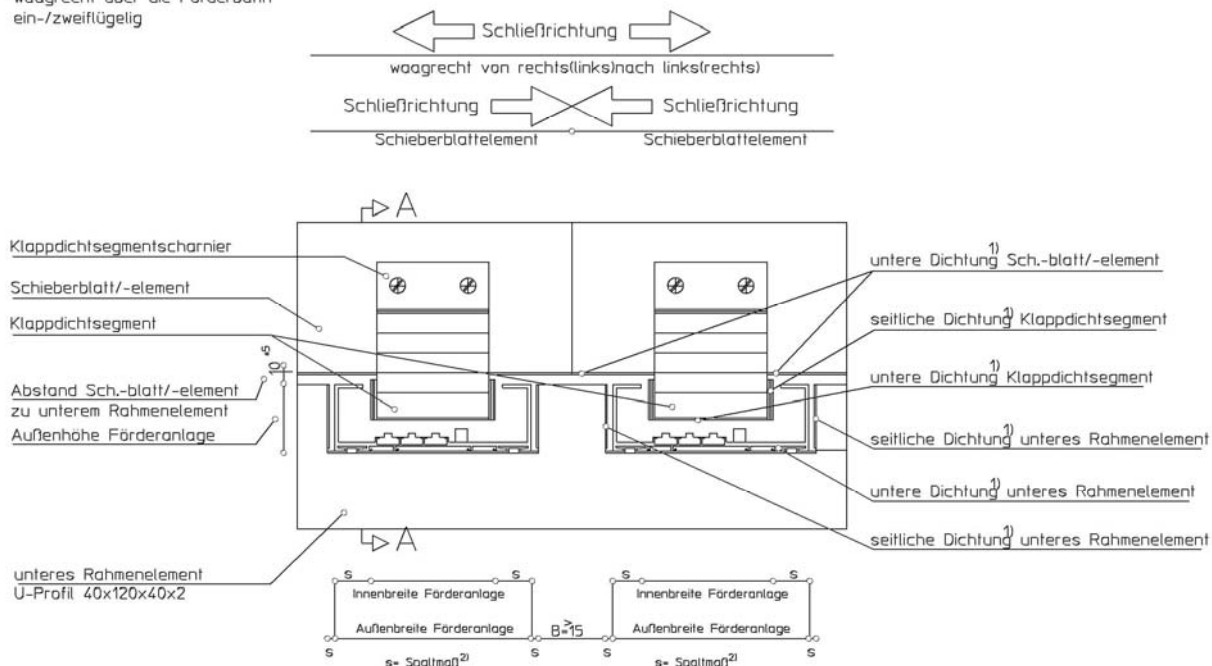 waagrecht über die Förderbahn
ein-/zweiflügelig
Schließrichtung
waagrecht von rechts(links)nach links(rechts)
Schließrichtung Schließrichtung
Schieberblattelement Schieberblattelement
A
Klappdichtsegmentscharnier
Schieberblatt/-element
Klappdichtsegment
10 +5
Abstand Sch.-blatt/-element
zu unterem Rahmenelement
Außenhöhe Förderanlage
untere Dichtung 1) Sch.-blatt/-element
seitliche Dichtung 1) Klappdichtsegment
untere Dichtung 1) Klappdichtsegment
seitliche Dichtung 1) unteres Rahmenelement
untere Dichtung 1) unteres Rahmenelement
seitliche Dichtung 1) unteres Rahmenelement
A
unteres Rahmenelement
U-Profil 40x120x40x2
s s s s
Innenbreite Förderanlage Innenbreite Förderanlage
Außenbreite Förderanlage B≥15 Außenbreite Förderanlage
s s s s
s= Spaltmaß 2) s= Spaltmaß 2)